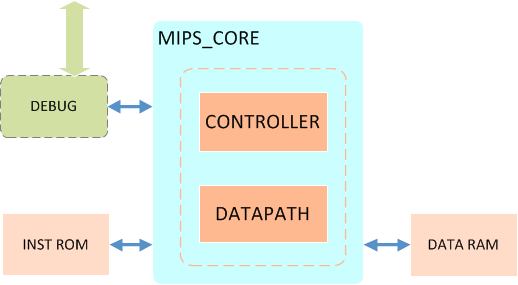 MIPS_CORE
DEBUG
CONTROLLER
DATAPATH
INST ROM
DATA RAM